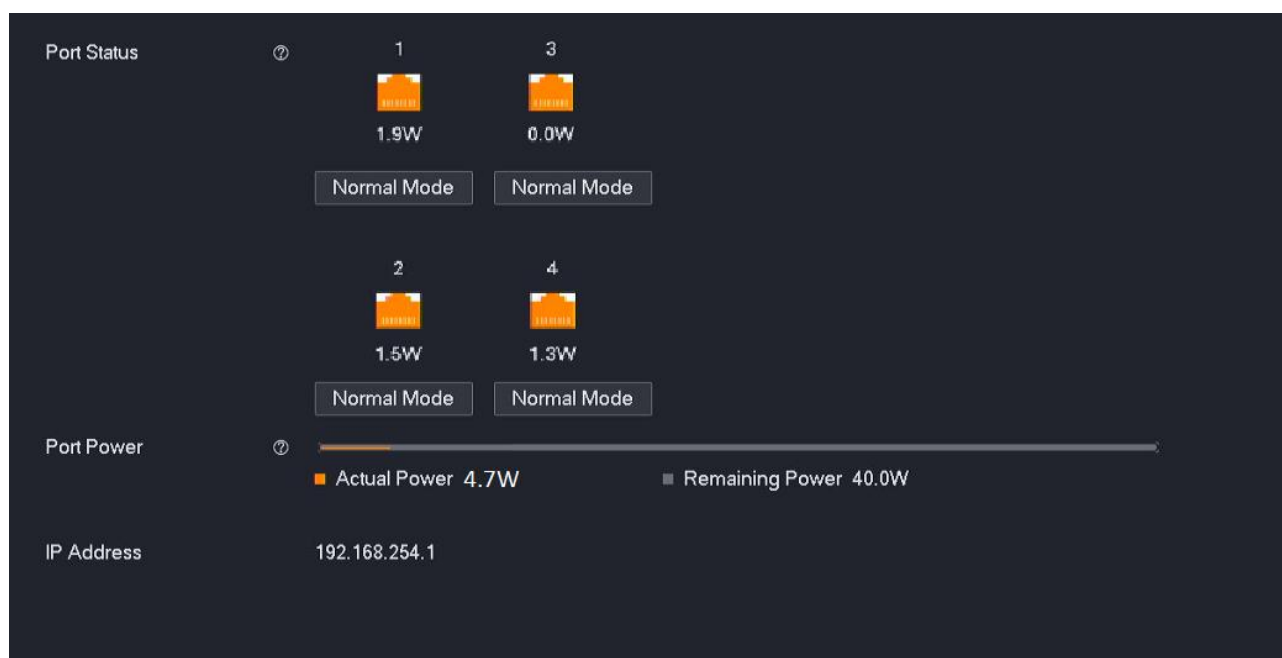 Port Status 1 3
1.9W 0.0W
Normal Mode Normal Mode
2 4
1.5W 1.3W
Normal Mode Normal Mode
Port Power
Actual Power 4.7W Remaining Power 40.0W
IP Address 192.168.254.1